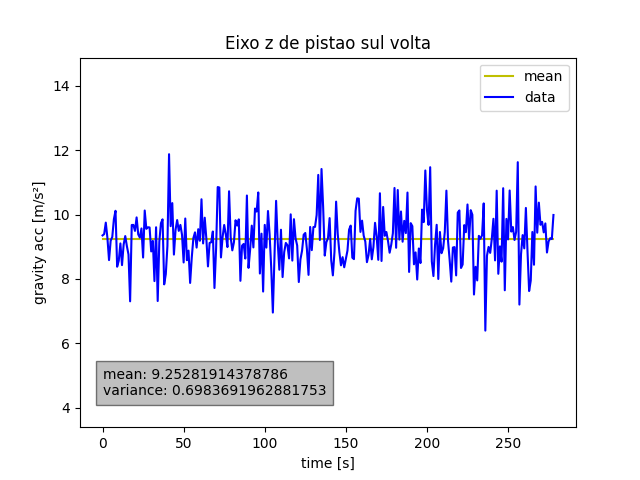 Eixo z de pistao sul volta
mean
data
gravity acc [m/s²]
14
12
10
8
6
4
mean: 9.25281914378786
variance: 0.6983691962881753
0 50 100 150 200 250
time [s]